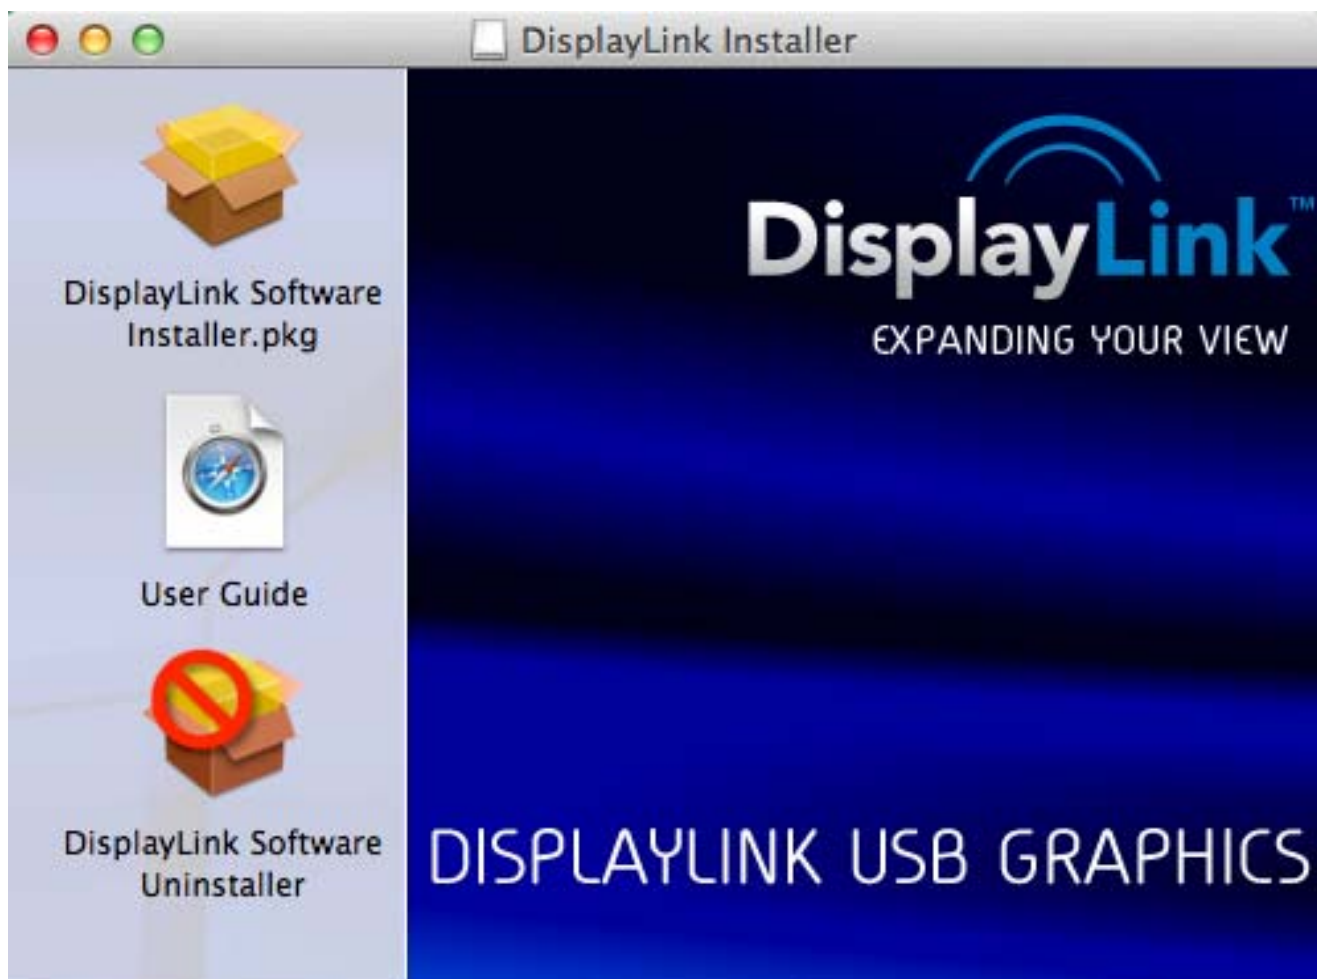 DisplayLink Installer
DisplayLink Software
Installer.pkg
User Guide
DisplayLink Software
Uninstaller
DisplayLink™
EXPANDING YOUR VIEW
DISPLAYLINK USB GRAPHICS